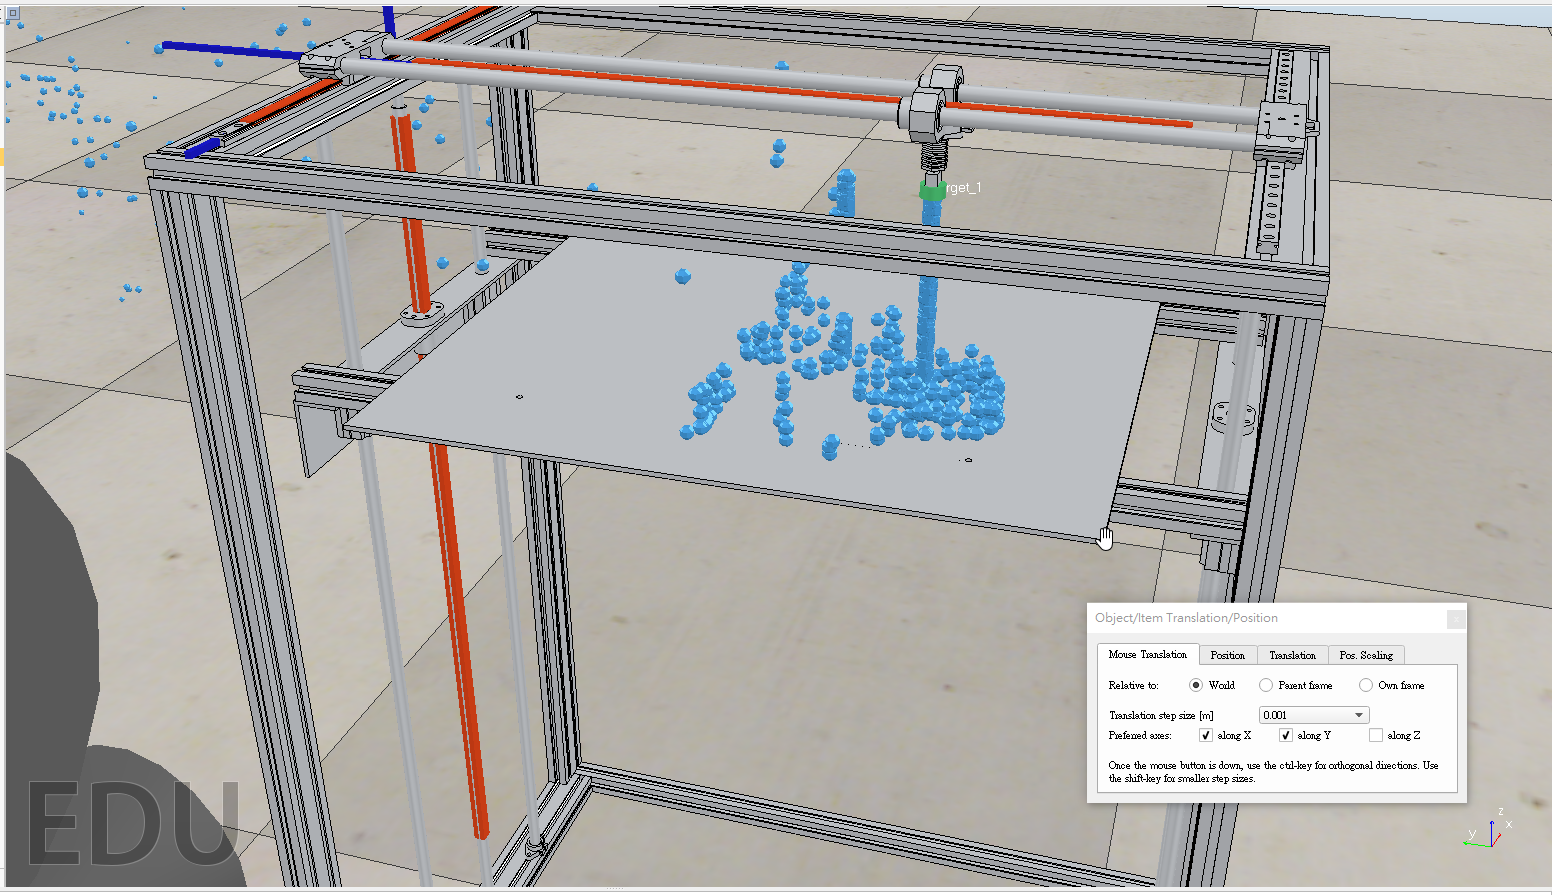 rget_1
Object/Item Translation/Position
Mouse Translation
Position
Translation
Pos. Scaling
Relative to:
World
Parent frame
Own frame
Translation step size [m]
0.001
Preferred axes:
along X
along Y
along Z
Once the mouse button is down, use the ctrl-key for orthogonal directions. Use
the shift-key for smaller step sizes.
EDU
z
x
y